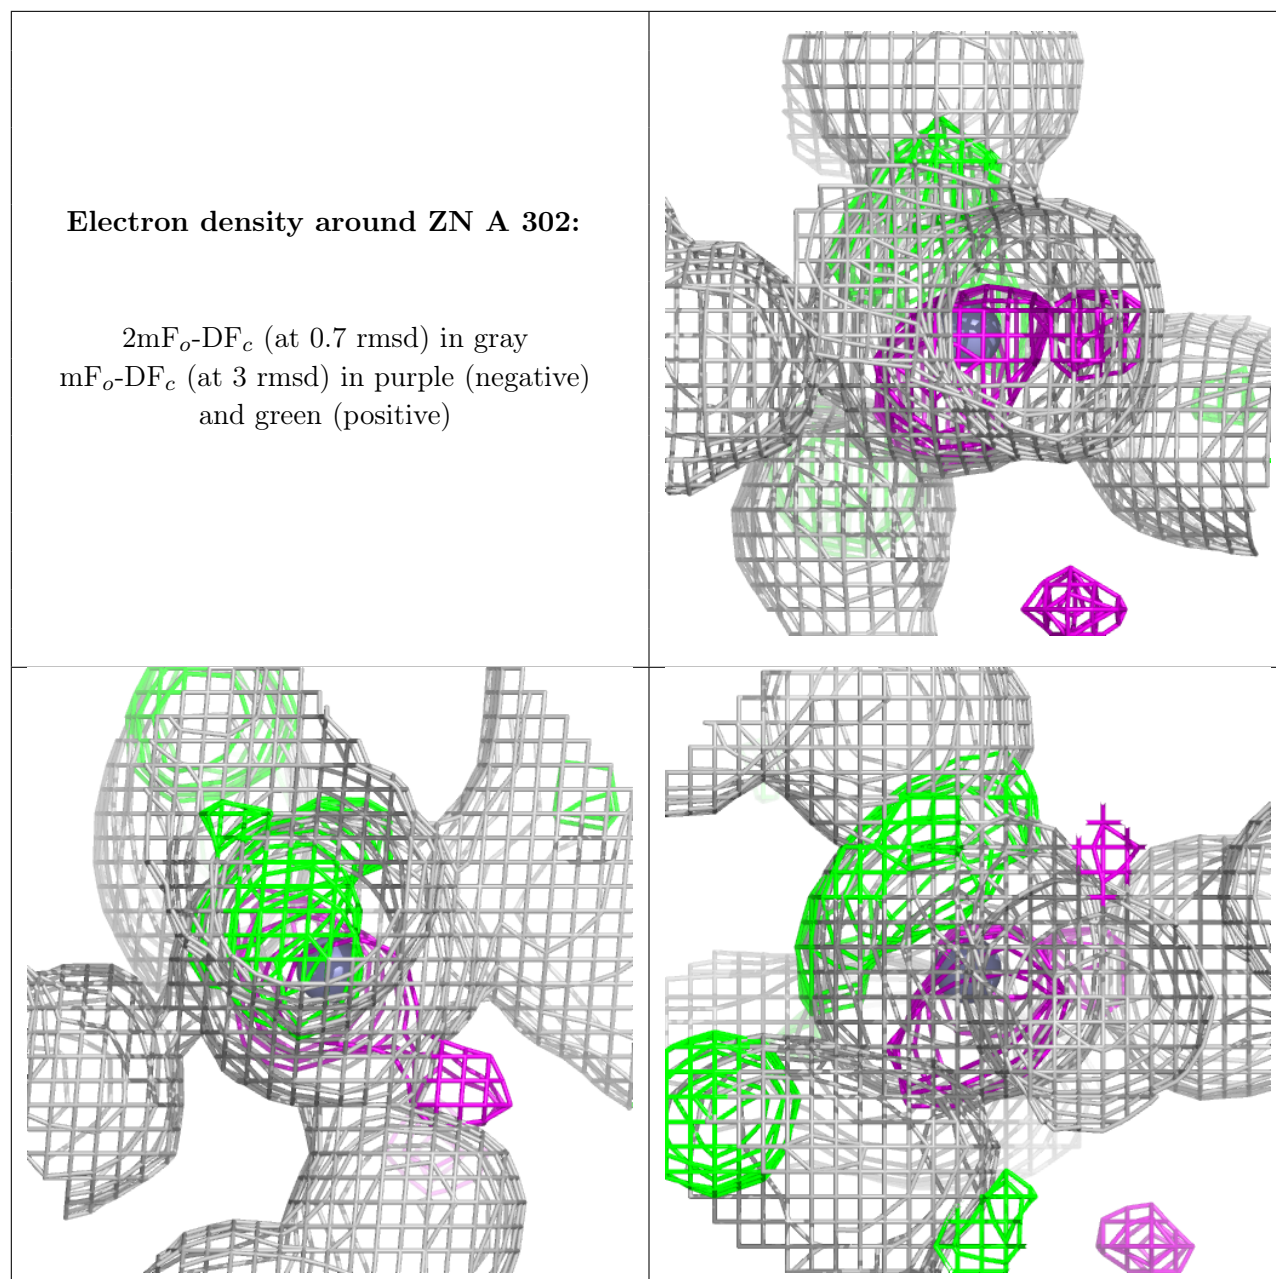 Electron density around ZN A 302:
2mFo-DFc (at 0.7 rmsd) in gray
mFo-DFc (at 3 rmsd) in purple (negative)
and green (positive)